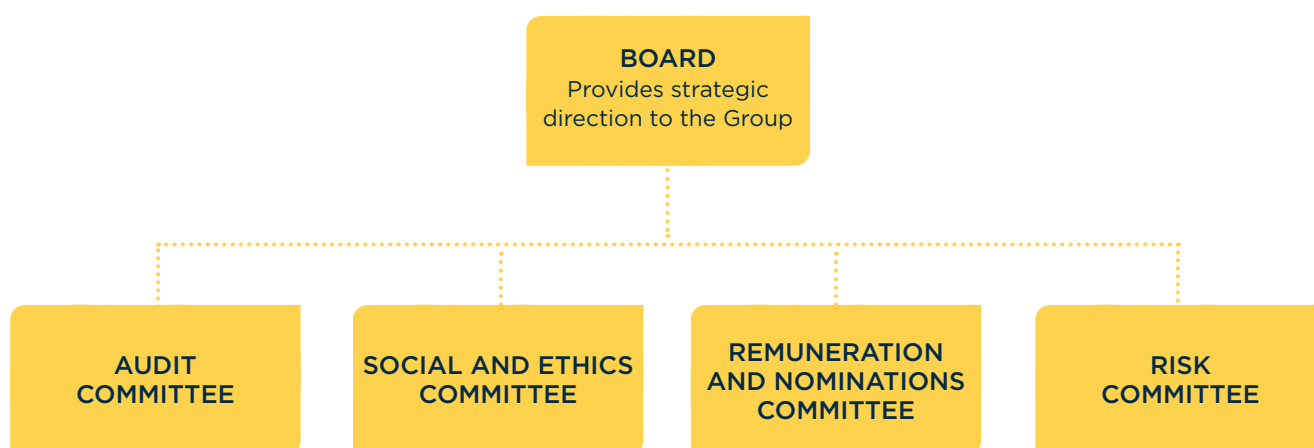 BOARD
Provides strategic
direction to the Group
AUDIT
COMMITTEE
SOCIAL AND ETHICS
COMMITTEE
REMUNERATION
AND NOMINATIONS
COMMITTEE
RISK
COMMITTEE